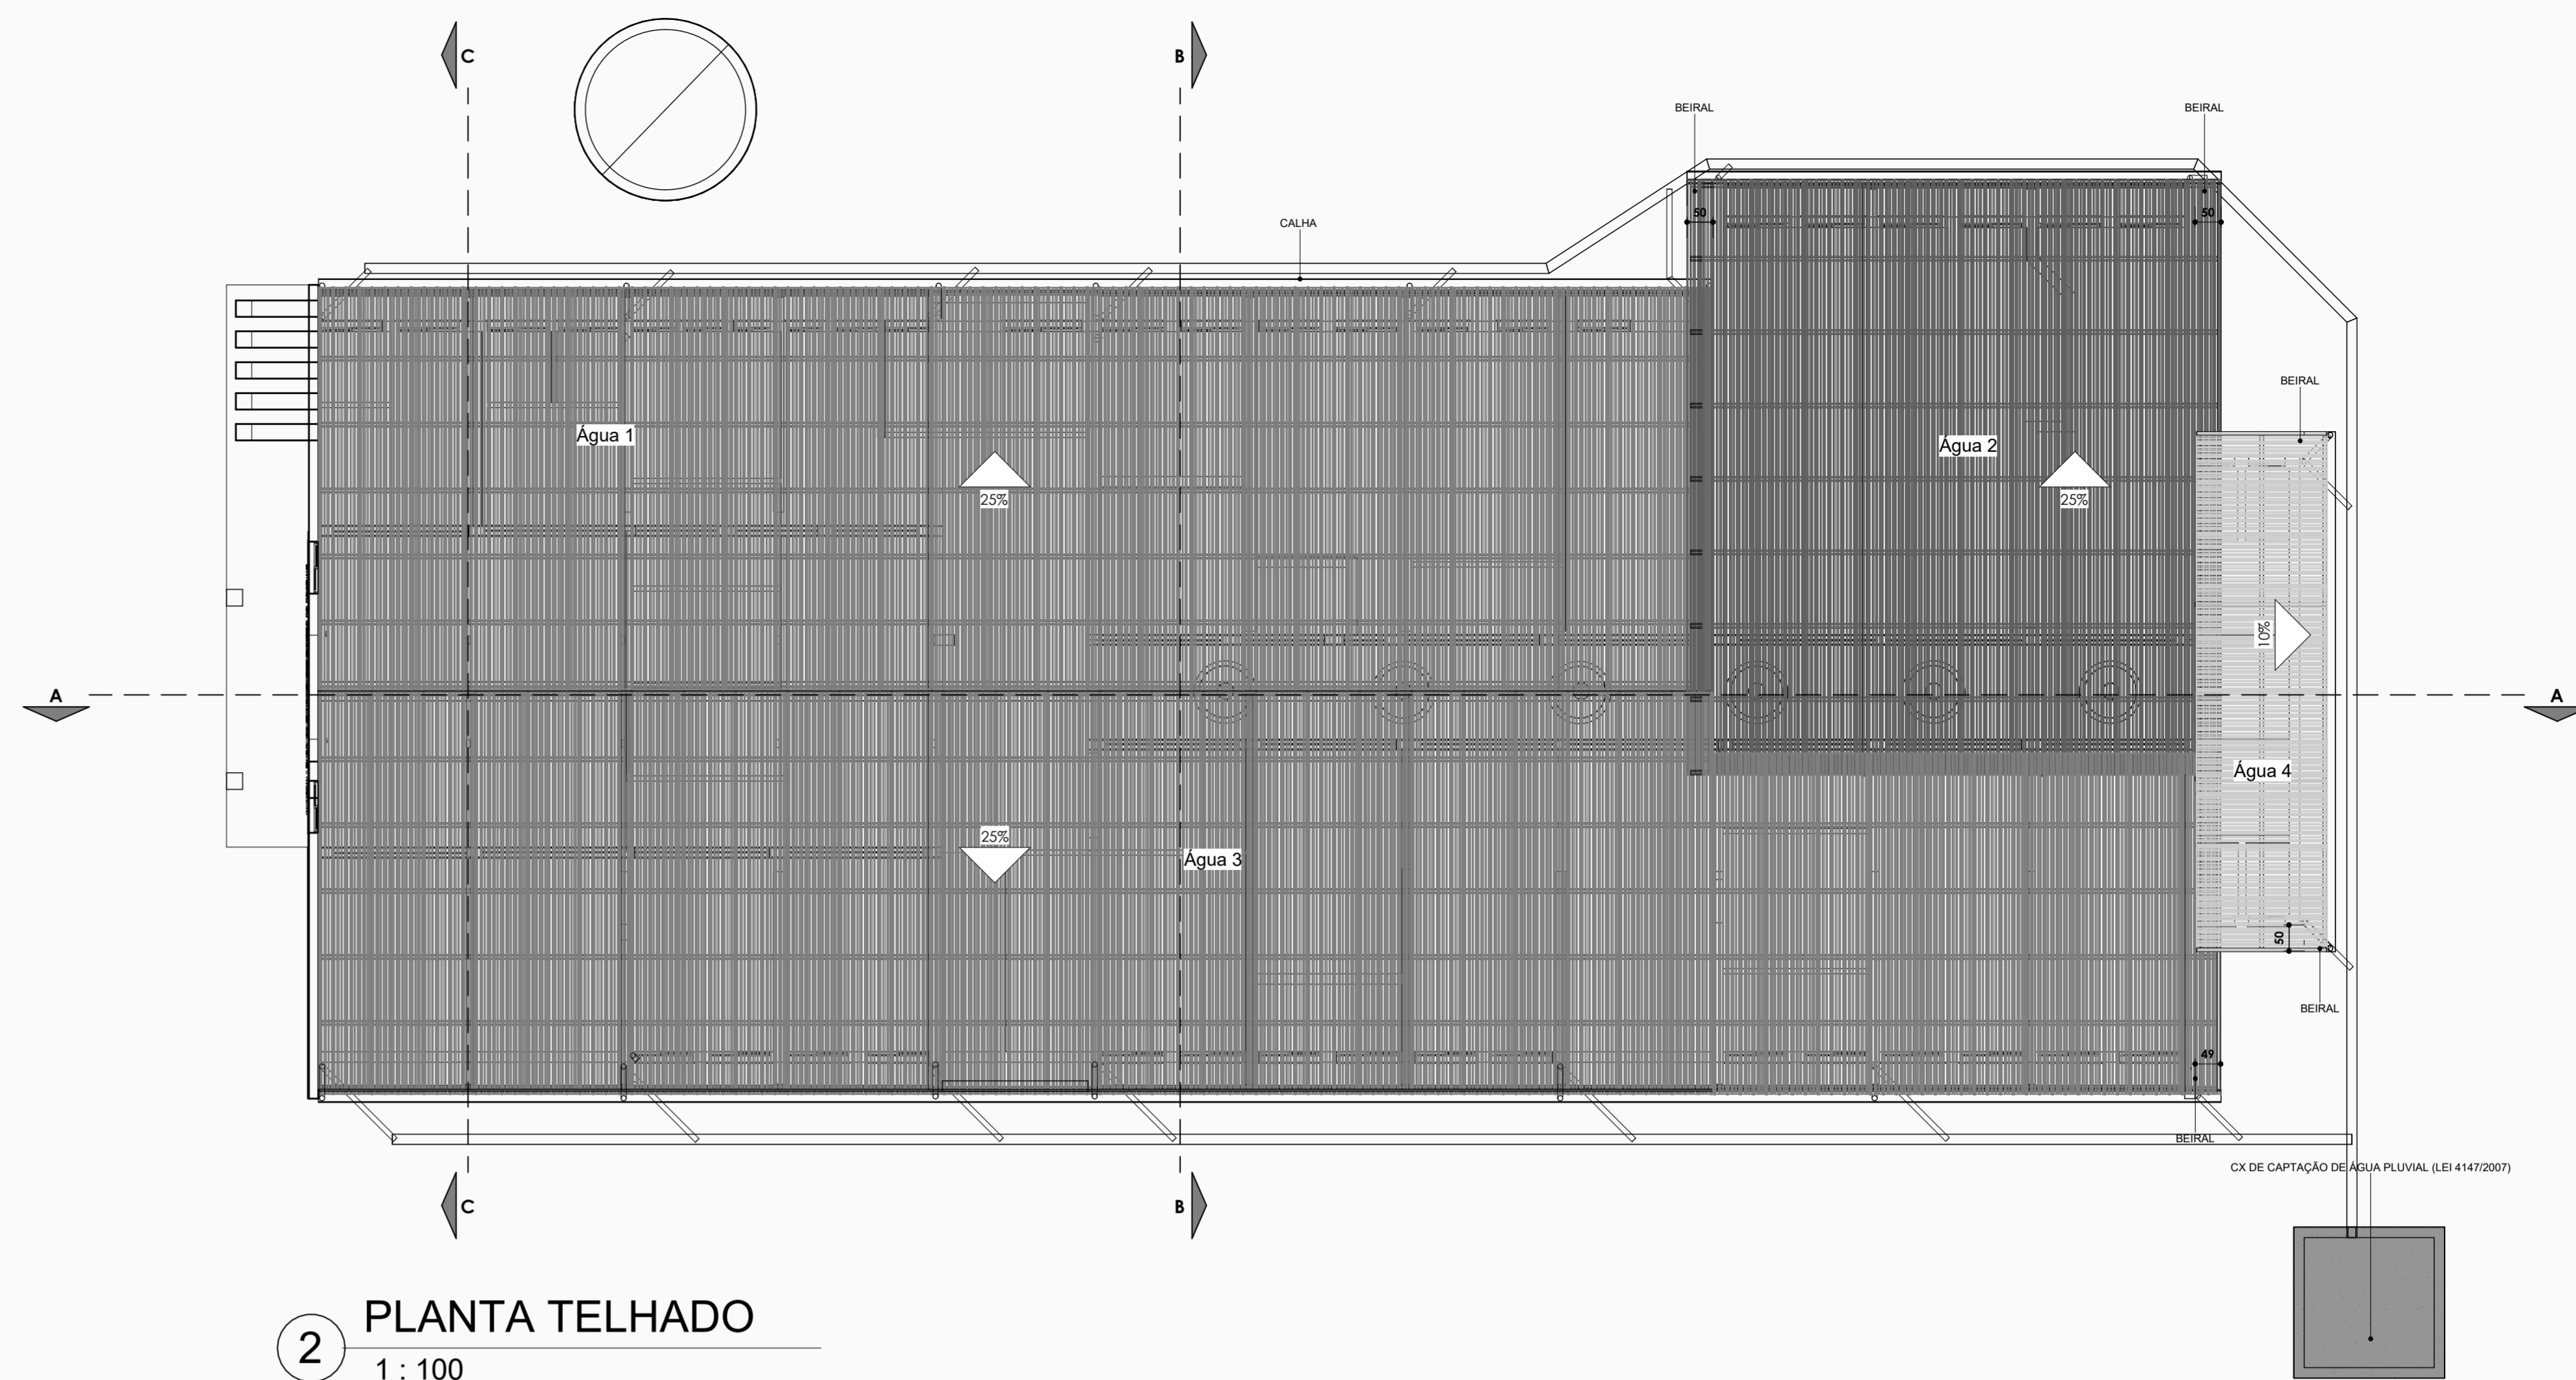 C
B
BEIRAL
BEIRAL
50
50
CALHA
BEIRAL
Água 1
Água 2
25%
25%
10%
A
A
Água 4
25%
Água 3
50
BEIRAL
49
BEIRAL
CX DE CAPTAÇÃO DE ÁGUA PLUVIAL (LEI 4147/2007)
C
B
PLANTA TELHADO
2
1 : 100